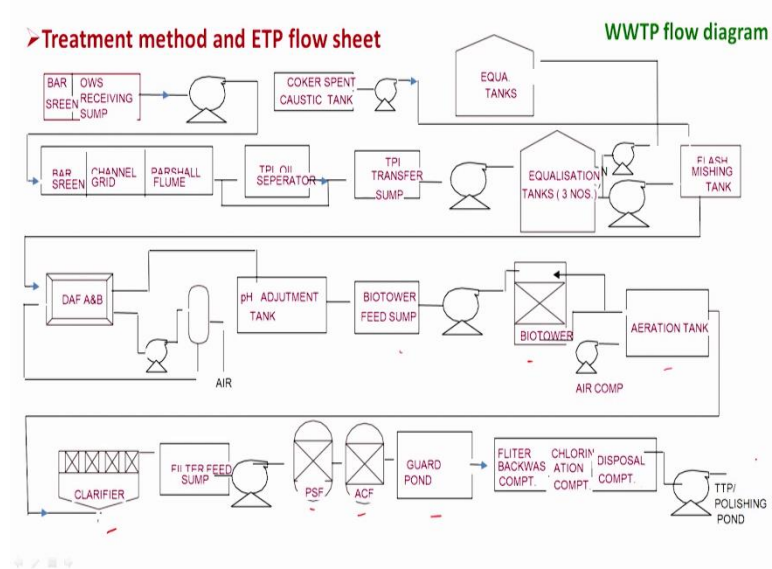 ➢Treatment method and ETP flow sheet
WWTP flow diagram
BAR
SREEN
OWS
RECEIVING
SUMP
COKER SPENT
CAUSTIC TANK
EQUA.
TANKS
BAR
SREEN
CHANNEL
GRID
PARSHALL
FLUME
TPI OIL
SEPERATOR
TPI
TRANSFER
SUMP
EQUALISATION
TANKS ( 3 NOS.)
FLASH
MISHING
TANK
DAF A&B
AIR
pH ADJUTMENT
TANK
BIOTOWER
FEED SUMP
BIOTOWER
AIR COMP
AERATION TANK
CLARIFIER
FILTER FEED
SUMP
PSF
ACF
GUARD
POND
FLITER
BACKWAS
COMPT.
CHLORIN
ATION
COMPT.
DISPOSAL
COMPT.
TTP/
POLISHING
POND